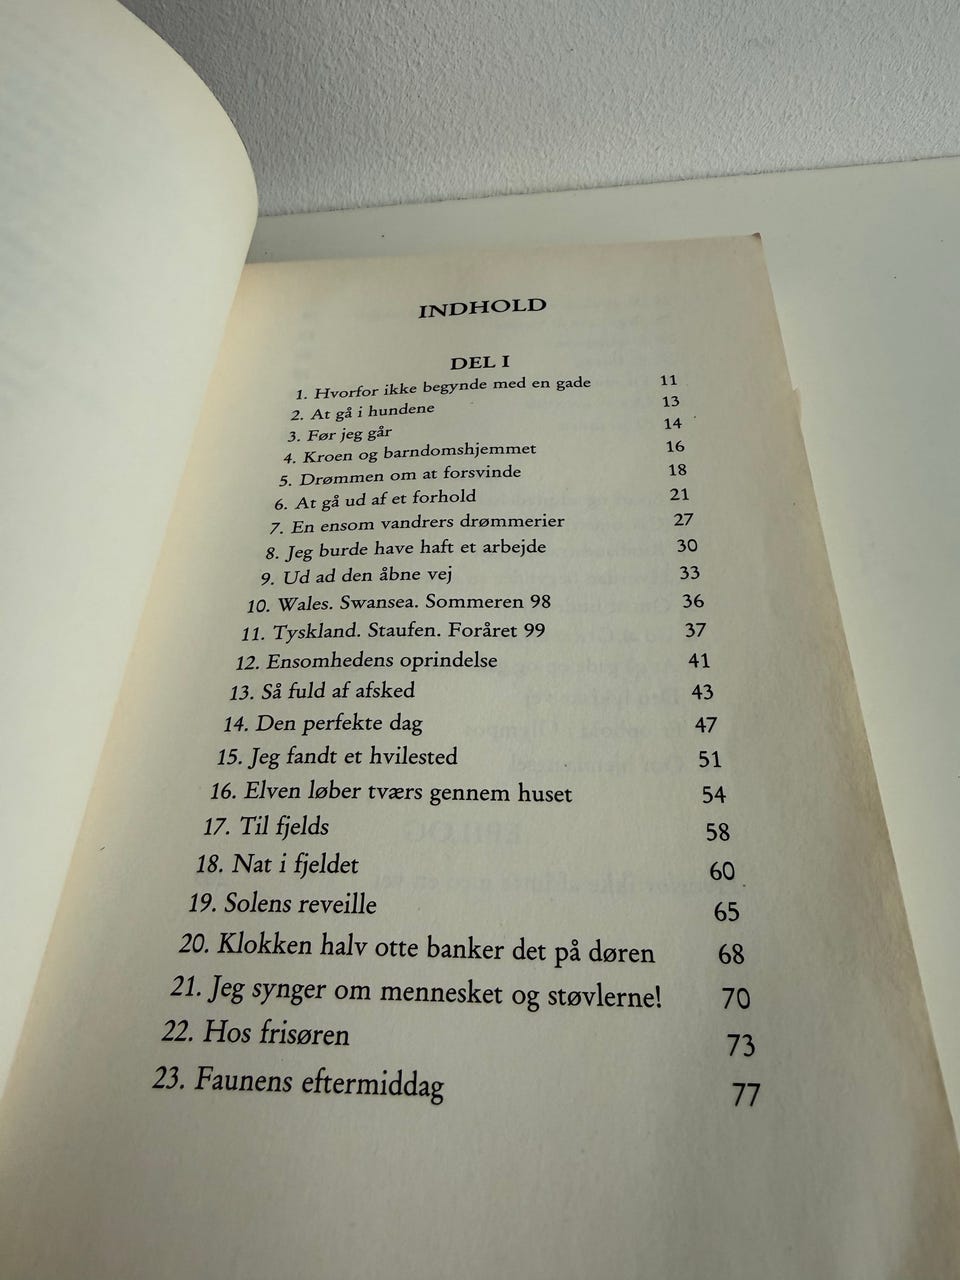 INDHOLD
DEL I
1. Hvorfor ikke begynde med en gade 11
2. At gå i hundene 13
3. Før jeg går 14
4. Kroen og barndomshjemmet 16
5. Drømmen om at forsvinde 18
6. At gå ud af et forhold 21
7. En ensom vandrers drømmerier 27
8. Jeg burde have haft et arbejde 30
9. Ud ad den åbne vej 33
10. Wales. Swansea. Sommeren 98 36
11. Tyskland. Staufen. Foråret 99 37
12. Ensomhedens oprindelse 41
13. Så fuld af afsked 43
14. Den perfekte dag 47
15. Jeg fandt et hvilested 51
16. Elven løber tværs gennem huset 54
17. Til fjelds 58
18. Nat i fjeldet 60
19. Solens reveille 65
20. Klokken halv otte banker det på døren 68
21. Jeg synger om mennesket og støvlerne! 70
22. Hos frisøren 73
23. Faunens eftermiddag 77